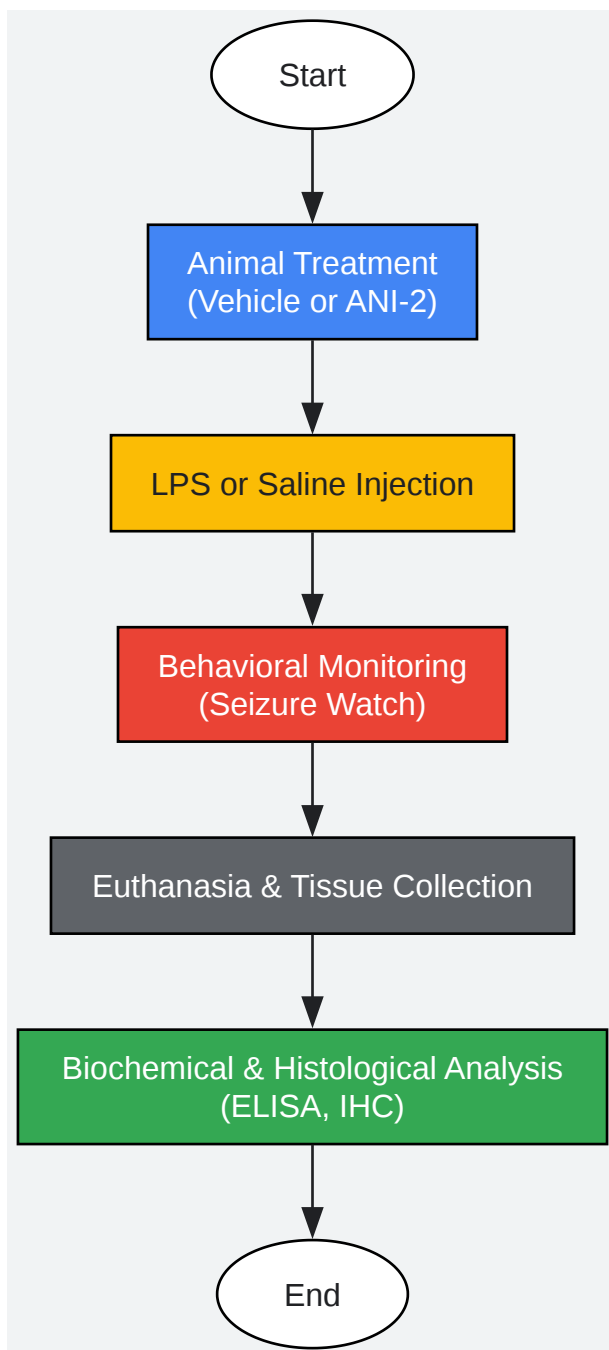 Start
Animal Treatment
(Vehicle or ANI-2)
LPS or Saline Injection
Behavioral Monitoring
(Seizure Watch)
Euthanasia & Tissue Collection
Biochemical & Histological Analysis
(ELISA, IHC)
End